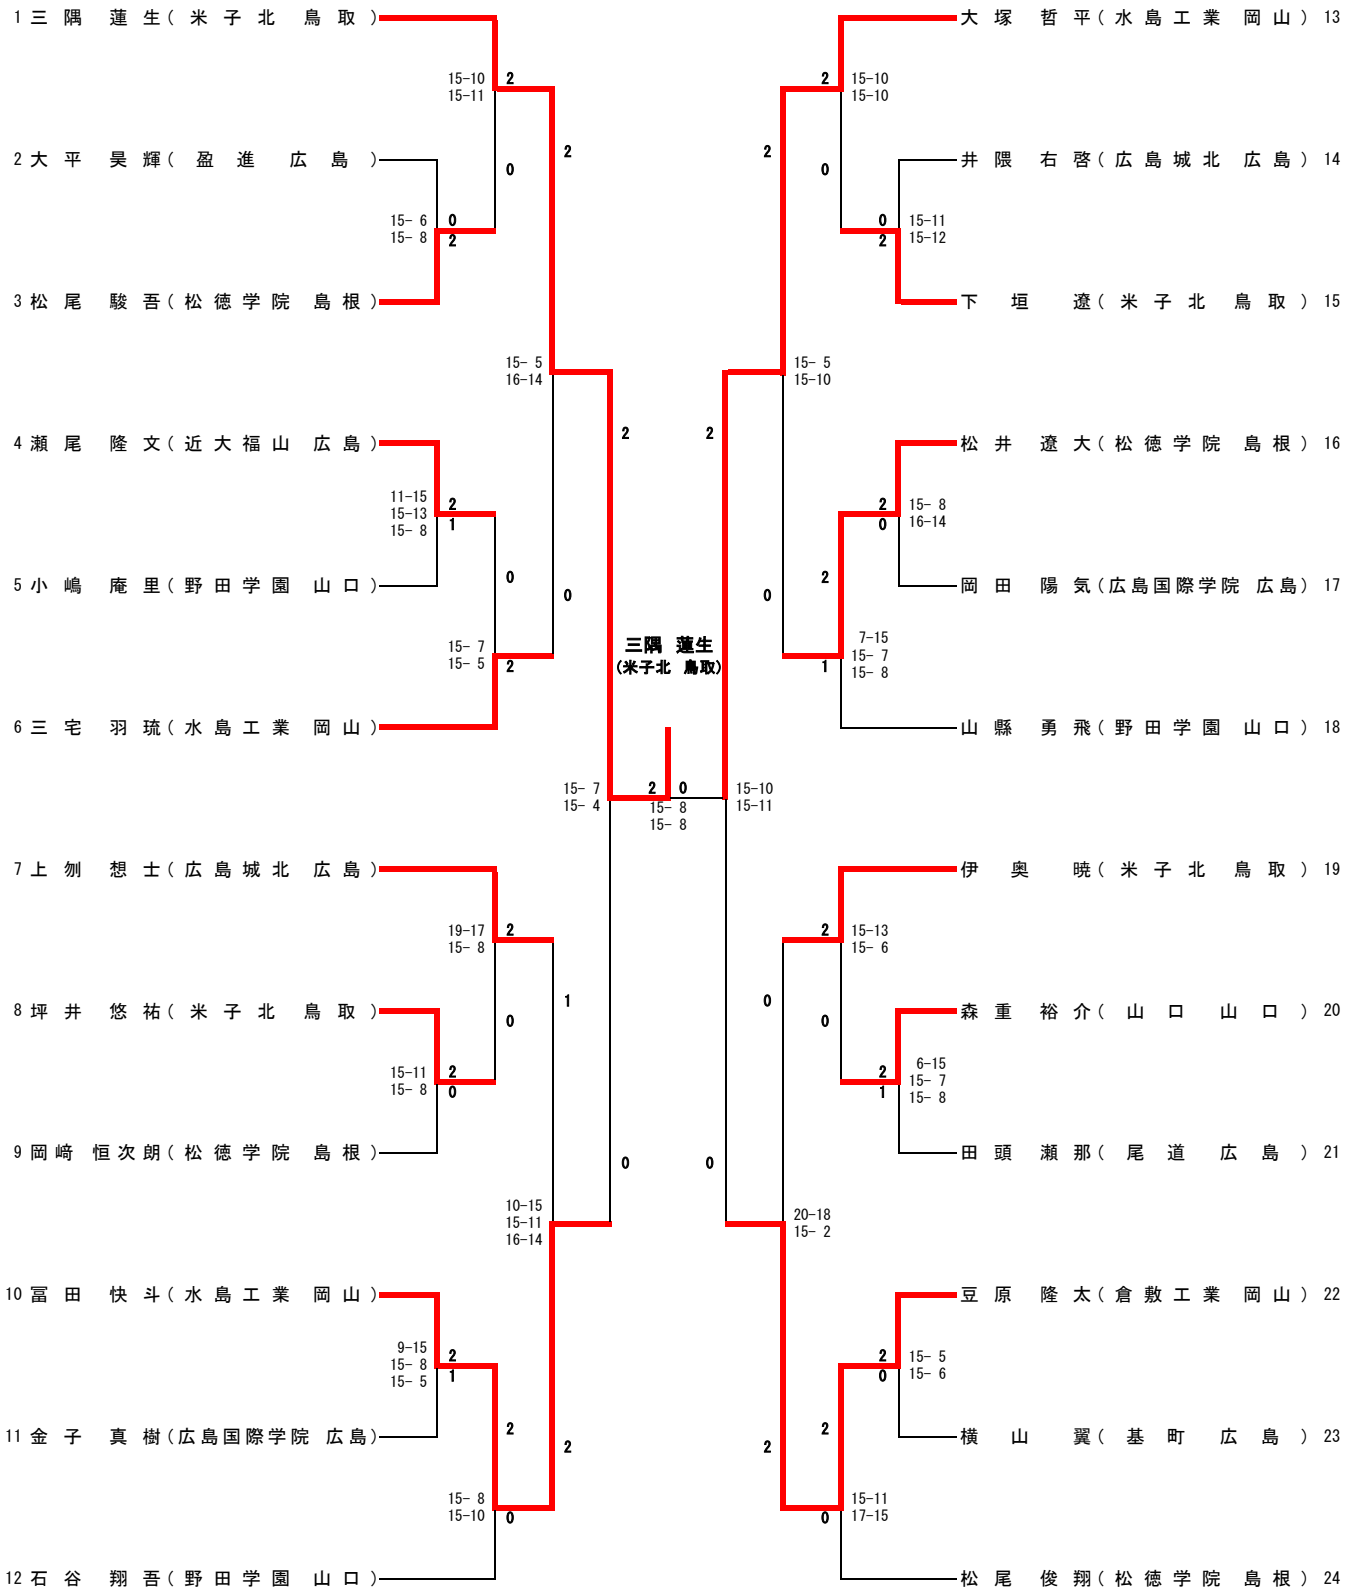 1 三隅 蓮生(米子北 鳥取)
15-10 2
15-11
0
2 大平 昊輝(盈進 広島)
15- 6 0
15- 8 2
3 松尾 駿吾(松徳学院 島根)
2
15- 5
16-14
4 瀬尾 隆文(近大福山 広島)
11-15
15-13 2
15- 8 1
5 小嶋 庵里(野田学園 山口)
0
15- 7
15- 5 2
6 三宅 羽琉(水島工業 岡山)
0
2
15- 7
15- 4
7 上刎 想士(広島城北 広島)
19-17 2
15- 8
0
8 坪井 悠祐(米子北 鳥取)
15-11 2
15- 8 0
9 岡﨑 恒次朗(松徳学院 島根)
1
10-15
15-11
16-14
0
10 冨田 快斗(水島工業 岡山)
9-15
15- 8 2
15- 5 1
11 金子 真樹(広島国際学院 広島)
2
2
15- 8
15-10 0
12 石谷 翔吾(野田学園 山口)
三隅 蓮生
(米子北 鳥取)
2 0
15- 8
15- 8
大塚 哲平(水島工業 岡山) 13
2 15-10
15-10
0
井隈 右啓(広島城北 広島) 14
0 15-11
2 15-12
下垣 遼(米子北 鳥取) 15
2
15- 5
15-10
2
松井 遼大(松徳学院 島根) 16
2 15- 8
0 16-14
岡田 陽気(広島国際学院 広島) 17
2
0
7-15
15- 7
1 15- 8
山縣 勇飛(野田学園 山口) 18
15-10
15-11
伊奥 暁(米子北 鳥取) 19
2 15-13
15- 6
0
0
森重 裕介(山口 山口) 20
6-15
2 15- 7
1 15- 8
田頭 瀬那(尾道 広島) 21
0
20-18
15- 2
豆原 隆太(倉敷工業 岡山) 22
2 15- 5
0 15- 6
横山 翼(基町 広島) 23
2
2
15-11
0 17-15
松尾 俊翔(松徳学院 島根) 24